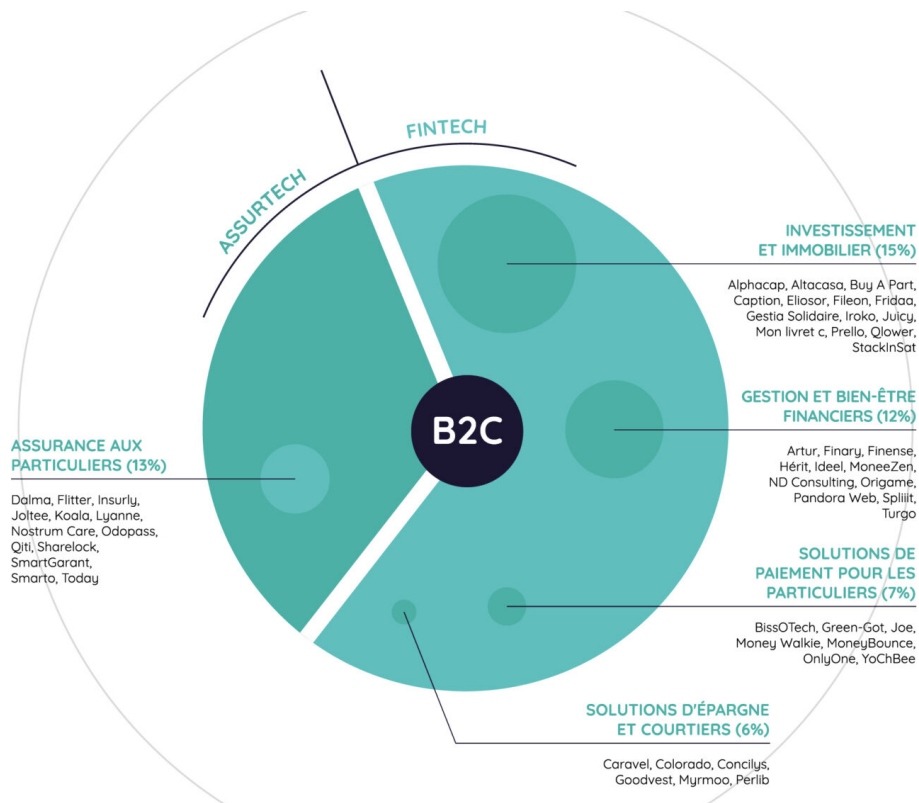 FINTECH
ASSURTECH
B2C
INVESTISSEMENT
ET IMMOBILIER (15%)
Alphacap, Altacasa, Buy A Part,
Caption, Eliosor, Fileon, Fridaa,
Gestia Solidaire, Iroko, Juicy,
Mon livret c, Prello, Qlower,
StackInSat
GESTION ET BIEN-ÊTRE
FINANCIERS (12%)
Artur, Finary, Finense,
Hérit, Ideel, MoneeZen,
ND Consulting, Origame,
Pandora Web, Spliiit,
Turgo
ASSURANCE AUX
PARTICULIERS (13%)
Dalma, Flitter, Insurly,
Joltee, Koala, Lyanne,
Nostrum Care, Odopass,
Qiti, Sharelock,
SmartGarant,
Smarto, Today
SOLUTIONS DE
PAIEMENT POUR LES
PARTICULIERS (7%)
BissOTech, Green-Got, Joe,
Money Walkie, MoneyBounce,
OnlyOne, YoChBee
SOLUTIONS D'ÉPARGNE
ET COURTIERS (6%)
Caravel, Colorado, Concilys,
Goodvest, Myrmoo, Perlib